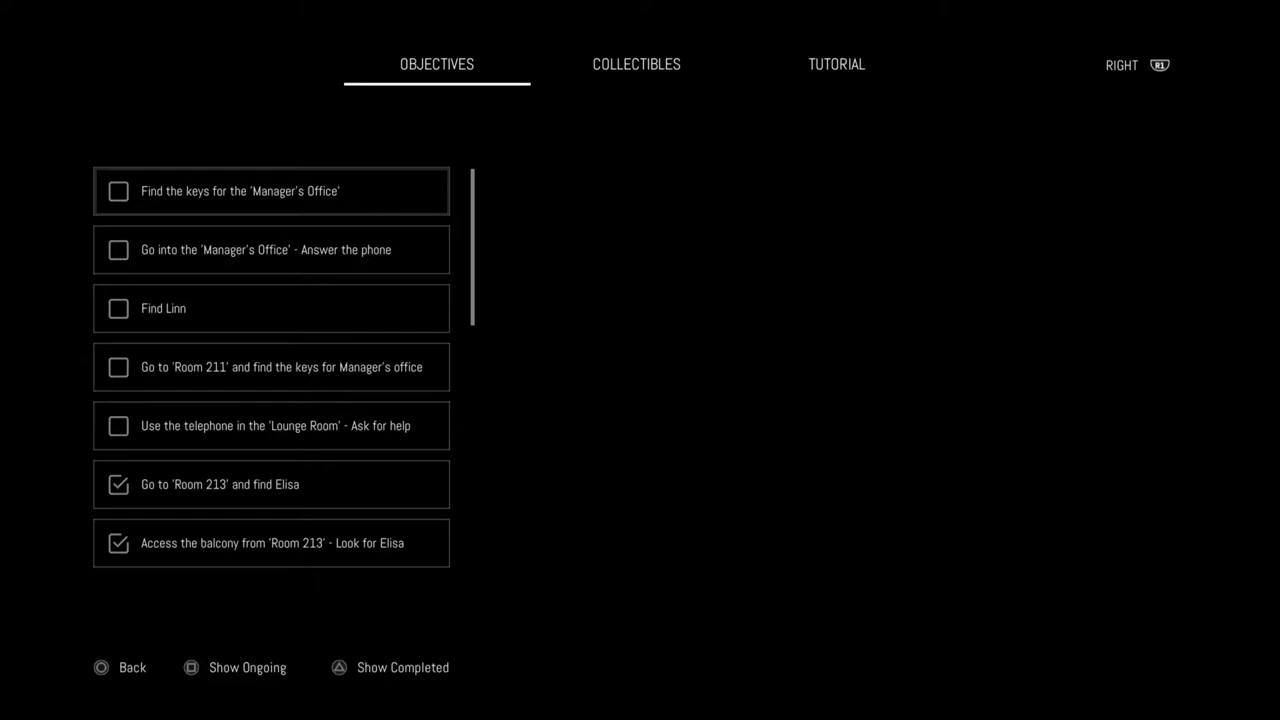 OBJECTIVES
COLLECTIBLES
TUTORIAL
RIGHT R1
Find the keys for the 'Manager's Office'
Go into the 'Manager's Office' - Answer the phone
Find Linn
Go to 'Room 211' and find the keys for Manager's office
Use the telephone in the 'Lounge Room' - Ask for help
Go to 'Room 213' and find Elisa
Access the balcony from 'Room 213' - Look for Elisa
Back
Show Ongoing
Show Completed